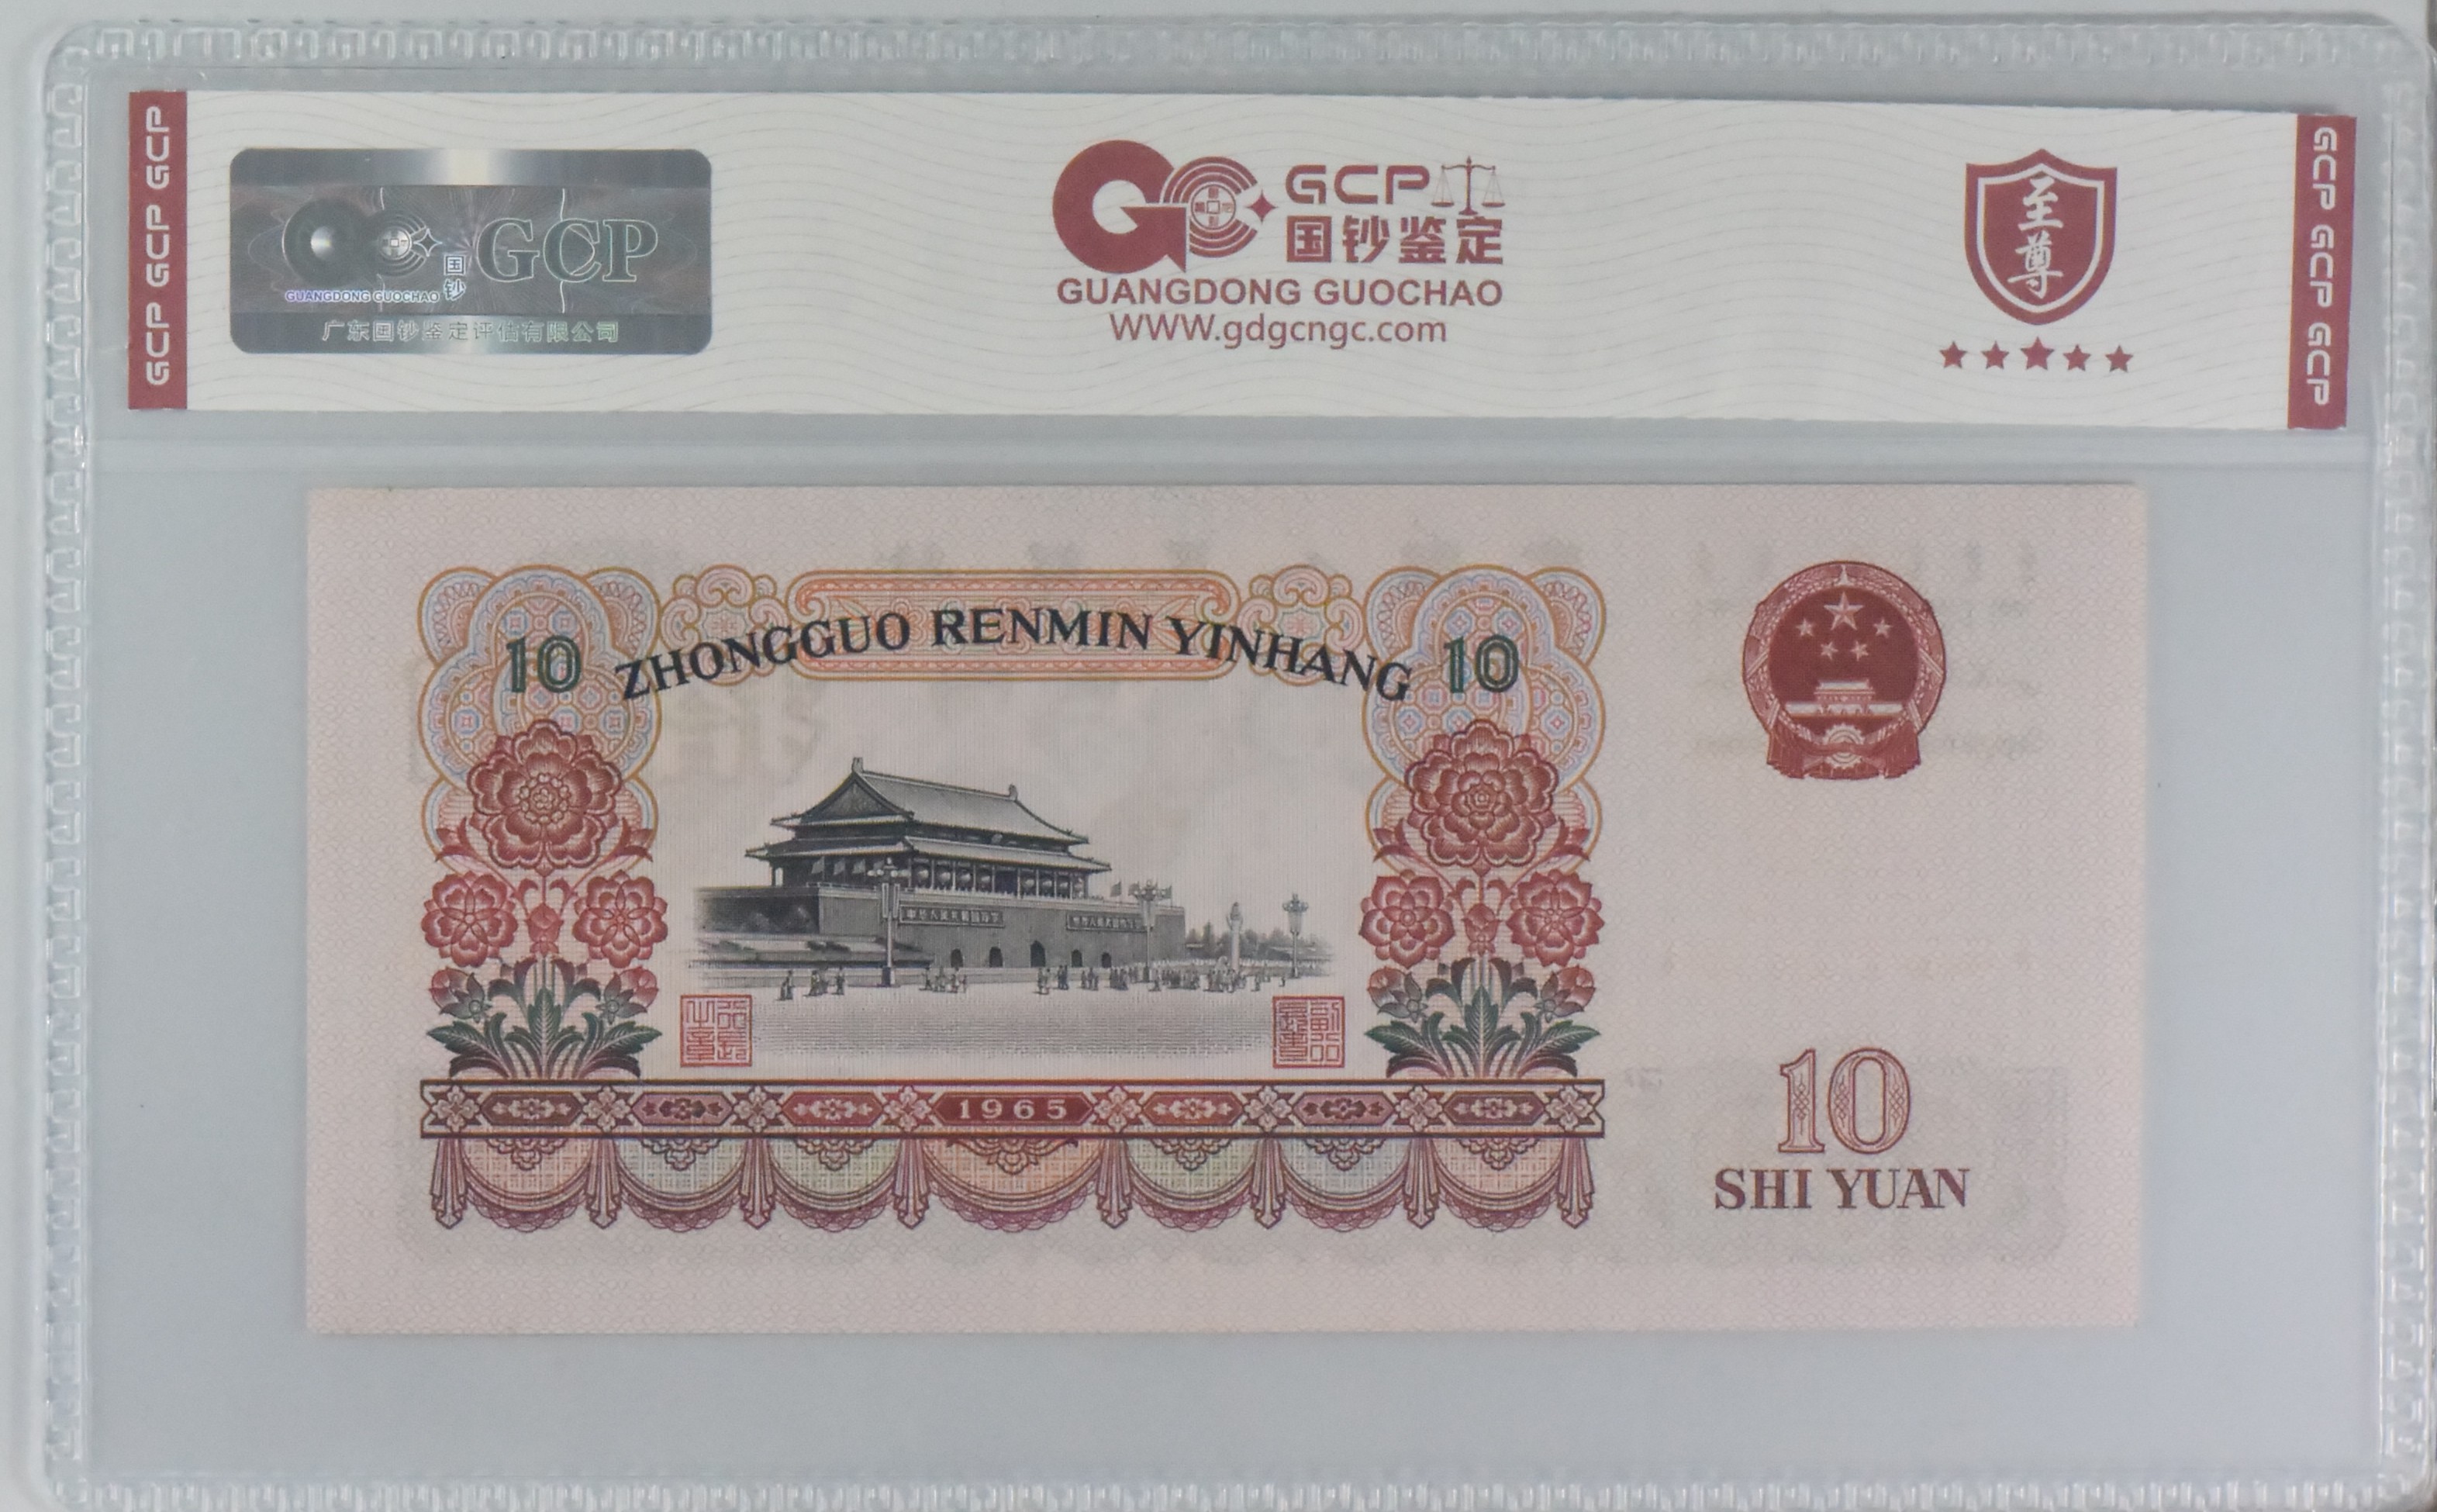 GCP GCP GCP
GCP
国钞
GUANGDONG GUOCHAO
广东国钞鉴定评估有限公司
GCP
国钞鉴定
GUANGDONG GUOCHAO
WWW.gdgcngc.com
至尊
GCP GCP GCP
10 ZHONGGUO RENMIN YINHANG 10
1965
10
SHI YUAN